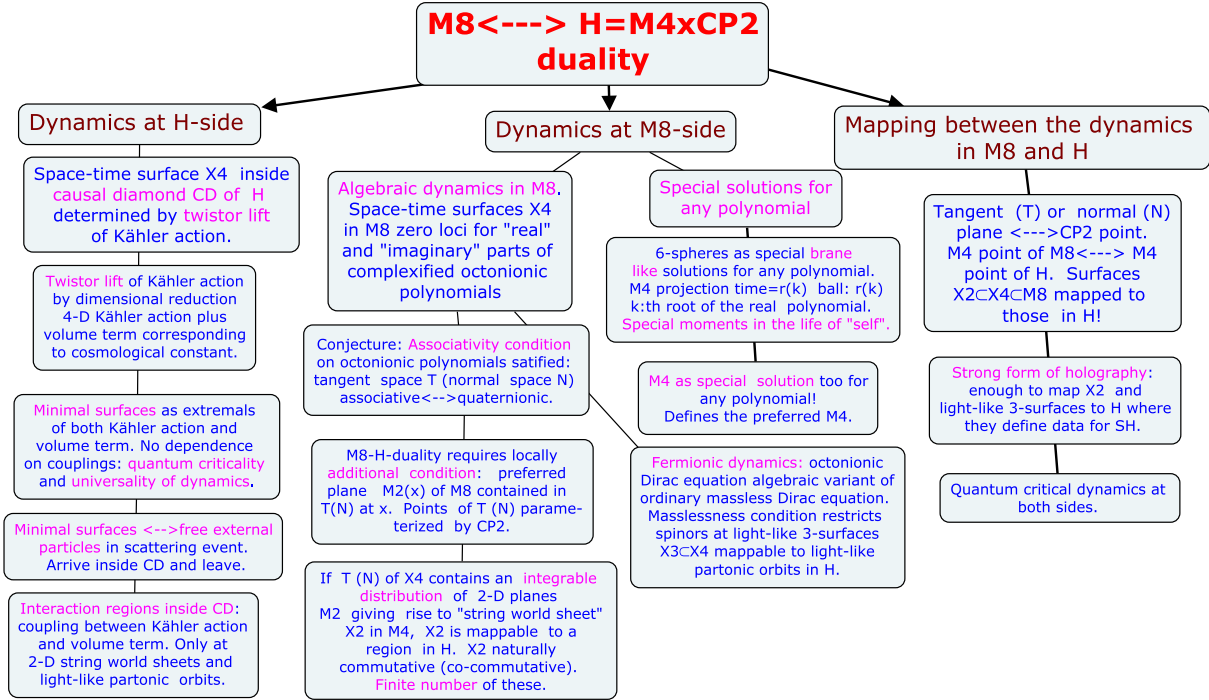 M8<---> H=M4xCP2
duality
Dynamics at H-side
Space-time surface X4 inside
causal diamond CD of H
determined by twistor lift
of Kähler action.
Twistor lift of Kähler action
by dimensional reduction
4-D Kähler action plus
volume term corresponding
to cosmological constant.
Minimal surfaces as extremals
of both Kähler action and
volume term. No dependence
on couplings: quantum criticality
and universality of dynamics.
Minimal surfaces <-->free external
particles in scattering event.
Arrive inside CD and leave.
Interaction regions inside CD:
coupling between Kähler action
and volume term. Only at
2-D string world sheets and
light-like partonic orbits.
Dynamics at M8-side
Algebraic dynamics in M8.
Space-time surfaces X4
in M8 zero loci for "real"
and "imaginary" parts of
complexified octonionic
polynomials
Conjecture: Associativity condition
on octonionic polynomials satified:
tangent space T (normal space N)
associative<-->quaternionic.
M8-H-duality requires locally
additional condition: preferred
plane M2(x) of M8 contained in
T(N) at x. Points of T (N) parame-
terized by CP2.
If T (N) of X4 contains an integrable
distribution of 2-D planes
M2 giving rise to "string world sheet"
X2 in M4, X2 is mappable to a
region in H. X2 naturally
commutative (co-commutative).
Finite number of these.
Special solutions for
any polynomial
6-spheres as special brane
like solutions for any polynomial.
M4 projection time=r(k) ball: r(k)
k:th root of the real polynomial.
Special moments in the life of "self".
M4 as special solution too for
any polynomial!
Defines the preferred M4.
Fermionic dynamics: octonionic
Dirac equation algebraic variant of
ordinary massless Dirac equation.
Masslessness condition restricts
spinors at light-like 3-surfaces
X3⊂X4 mappable to light-like
partonic orbits in H.
Mapping between the dynamics
in M8 and H
Tangent (T) or normal (N)
plane <--->CP2 point.
M4 point of M8<---> M4
point of H. Surfaces
X2⊂X4⊂M8 mapped to
those in H!
Strong form of holography:
enough to map X2 and
light-like 3-surfaces to H where
they define data for SH.
Quantum critical dynamics at
both sides.